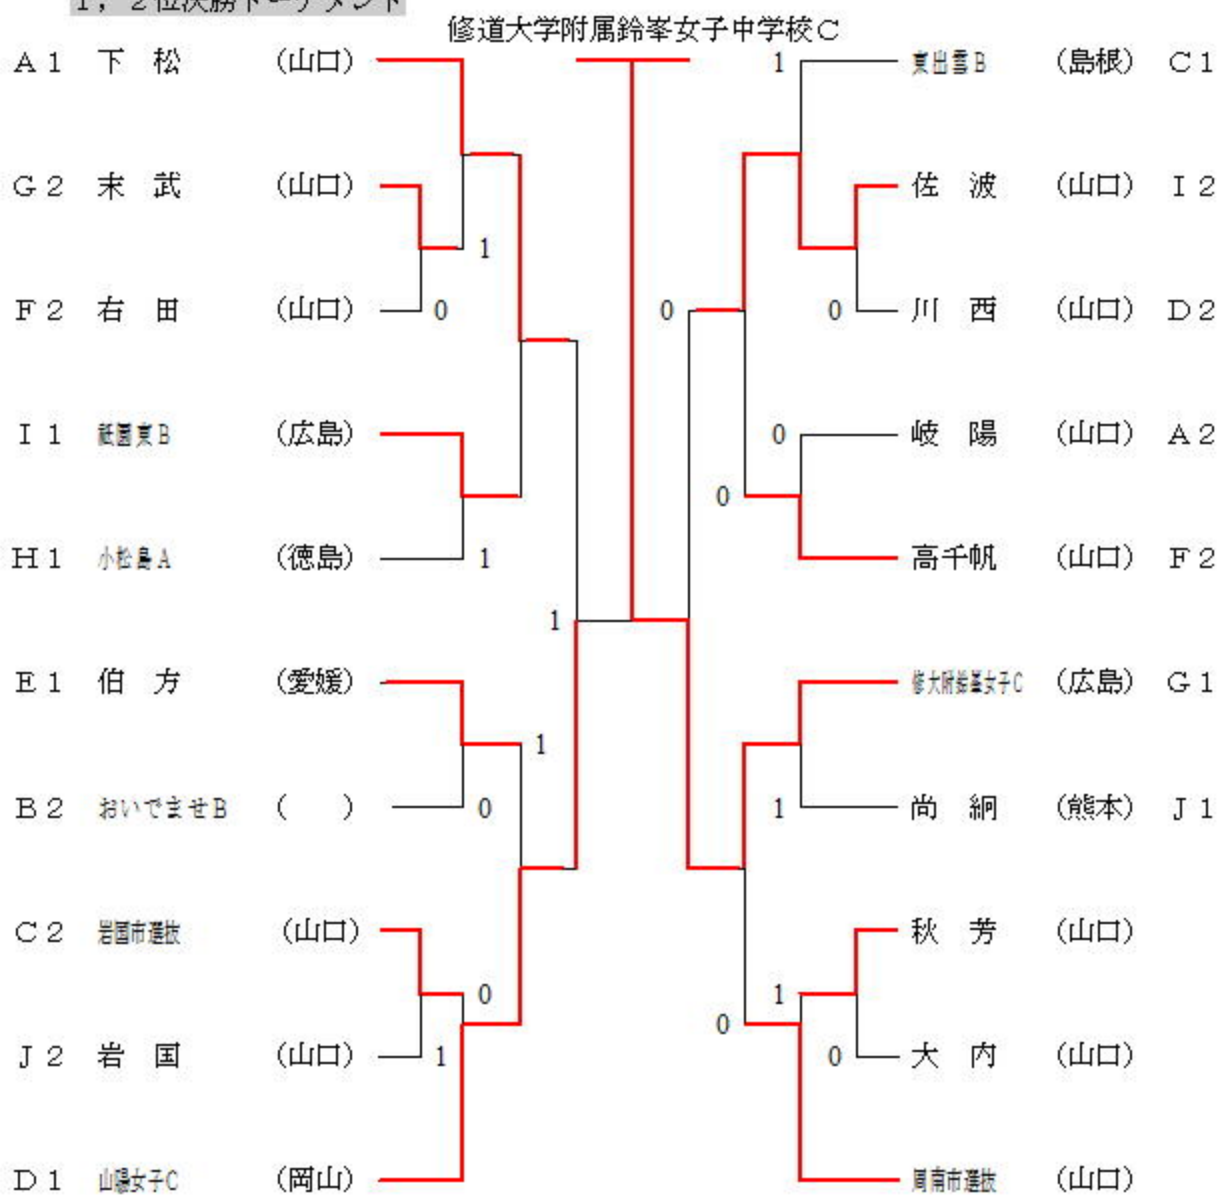 1，2位決勝トーナメント
修道大学附属鈴峯女子中学校C
A1 下 松 (山口)
G2 末 武 (山口)
1
F2 右 田 (山口) 0
I1 祇園東B (広島)
H1 小松島A (徳島) 1
1
E1 伯 方 (愛媛)
1
B2 おいでませB ( ) 0
C2 岩国市選抜 (山口)
0
J2 岩 国 (山口) 1
D1 山陽女子C (岡山)
1 東出雲B (島根) C1
佐 波 (山口) I2
0 0 川 西 (山口) D2
0 岐 陽 (山口) A2
0
高千帆 (山口) F2
修大附鈴峯女子C (広島) G1
1 尚 絅 (熊本) J1
秋 芳 (山口)
1
0
0 大 内 (山口)
周南市選抜 (山口)